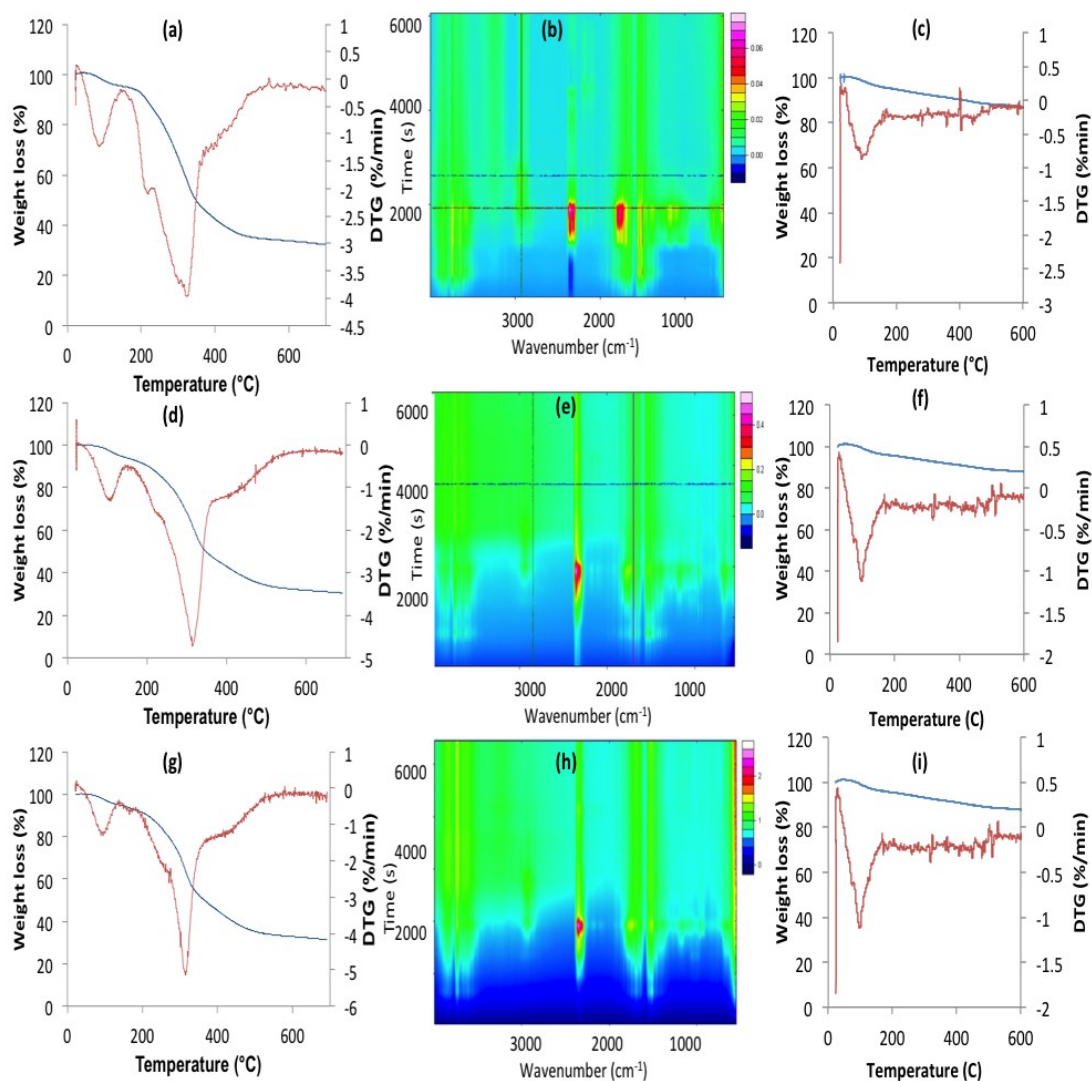 (a)
120
100
80
60
40
20
0
Weight loss (%)
1
0.5
0
-0.5
-1
-1.5
-2
-2.5
-3
-3.5
-4
-4.5
DTG (%/min)
0 200 400 600
Temperature (°C)
(b)
6000
4000
2000
Time (s)
0.06
0.04
0.02
0.00
3000 2000 1000
Wavenumber (cm-1)
(c)
120
100
80
60
40
20
0
Weight loss (%)
1
0.5
0
-0.5
-1
-1.5
-2
-2.5
-3
DTG (%min)
0 200 400 600
Temperature (°C)
(d)
120
100
80
60
40
20
0
Weight loss (%)
1
0
-1
-2
-3
-4
-5
DTG (%/min)
0 200 400 600
Temperature (°C)
(e)
6000
4000
2000
Time (s)
0.4
0.2
0.0
3000 2000 1000
Wavenumber (cm-1)
(f)
120
100
80
60
40
20
0
Weight loss (%)
1
0.5
0
-0.5
-1
-1.5
-2
DTG (%/min)
0 200 400 600
Temperature (C)
(g)
120
100
80
60
40
20
0
Weight loss (%)
1
0
-1
-2
-3
-4
-5
-6
DTG (%/min)
0 200 400 600
Temperature (°C)
(h)
6000
4000
2000
Time (s)
2
1
0
4000 3000 2000 1000
Wavenumber (cm-1)
(i)
120
100
80
60
40
20
0
Weight loss (%)
1
0.5
0
-0.5
-1
-1.5
-2
DTG (%/min)
0 200 400 600
Temperature (C)